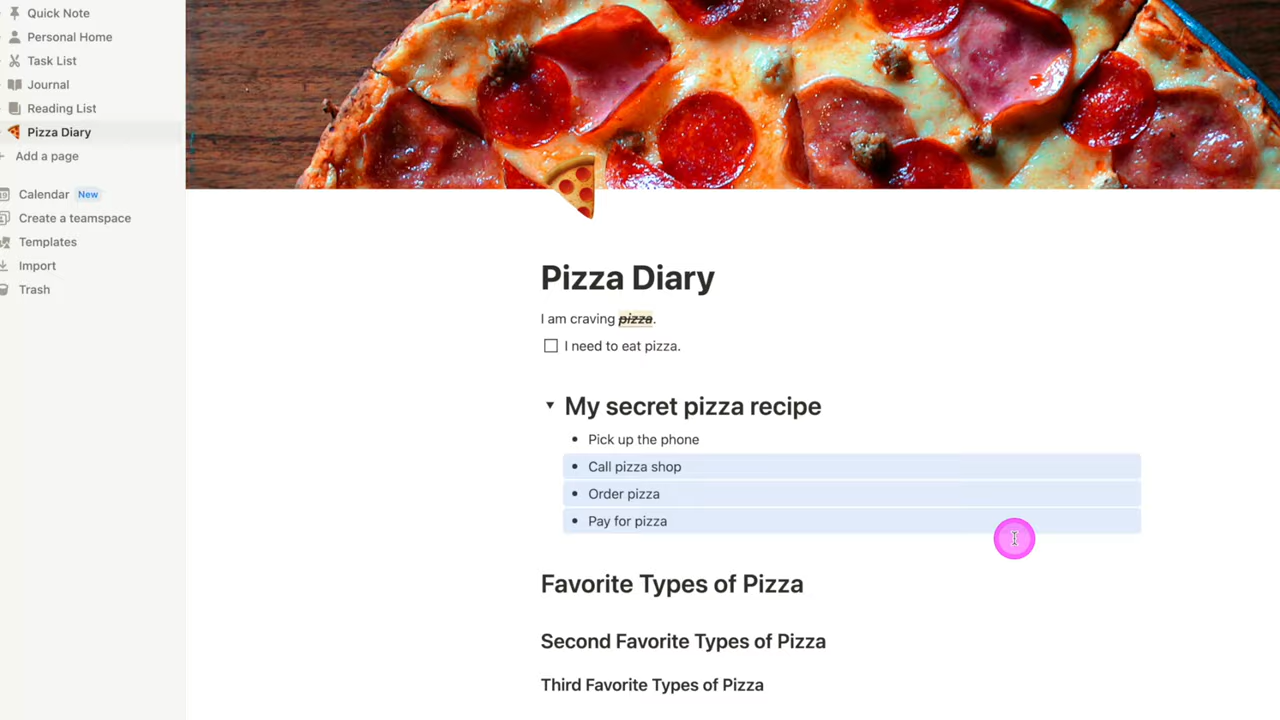 Quick Note
Personal Home
Task List
Journal
Reading List
Pizza Diary
Add a page
Calendar New
Create a teamspace
Templates
Import
Trash
Pizza Diary
I am craving pizza.
I need to eat pizza.
My secret pizza recipe
• Pick up the phone
• Call pizza shop
• Order pizza
• Pay for pizza
Favorite Types of Pizza
Second Favorite Types of Pizza
Third Favorite Types of Pizza